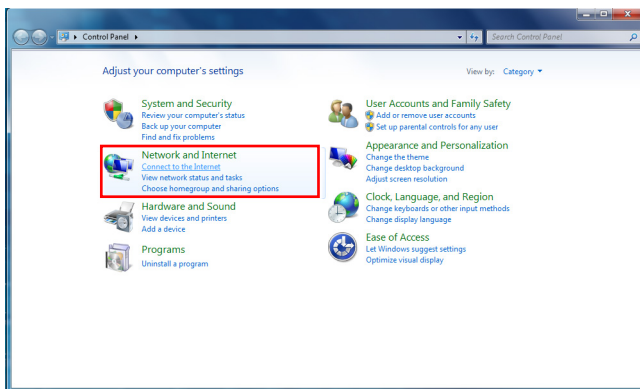 Control Panel
Search Control Panel
Adjust your computer's settings
View by: Category
System and Security
Review your computer's status
Back up your computer
Find and fix problems
Network and Internet
Connect to the Internet
View network status and tasks
Choose homegroup and sharing options
Hardware and Sound
View devices and printers
Add a device
Programs
Uninstall a program
User Accounts and Family Safety
Add or remove user accounts
Set up parental controls for any user
Appearance and Personalization
Change the theme
Change desktop background
Adjust screen resolution
Clock, Language, and Region
Change keyboards or other input methods
Change display language
Ease of Access
Let Windows suggest settings
Optimize visual display